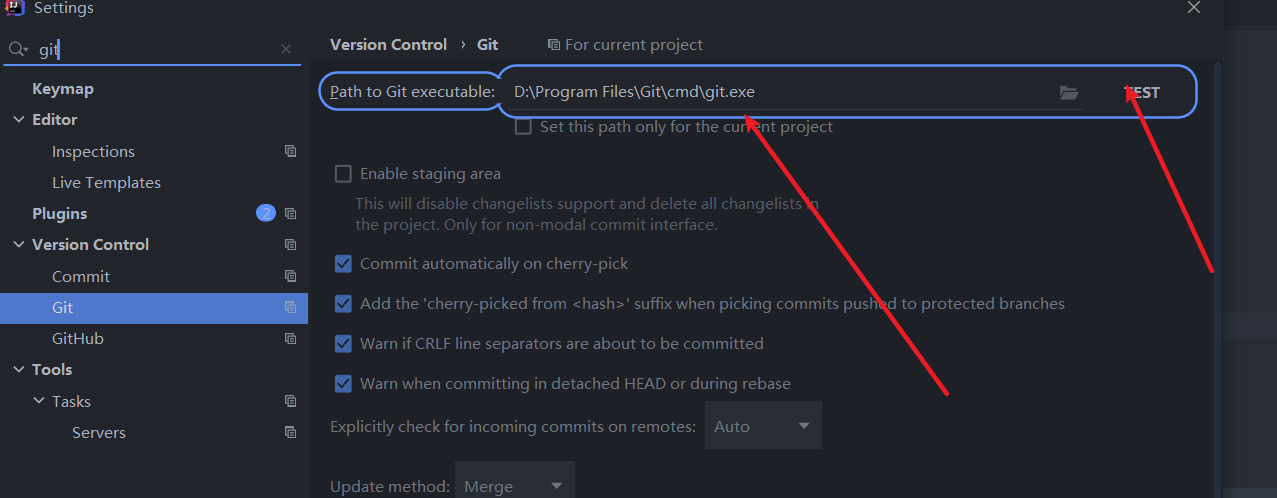 Settings
git
Version Control › Git
For current project
Keymap
Path to Git executable: D:\Program Files\Git\cmd\git.exe TEST
Editor
Set this path only for the current project
Inspections
Live Templates
Enable staging area
This will disable changelists support and delete all changelists in
the project. Only for non-modal commit interface.
Plugins 2
Version Control
Commit
Git
GitHub
Tools
Tasks
Servers
Commit automatically on cherry-pick
Add the 'cherry-picked from <hash>' suffix when picking commits pushed to protected branches
Warn if CRLF line separators are about to be committed
Warn when committing in detached HEAD or during rebase
Explicitly check for incoming commits on remotes: Auto
Update method: Merge